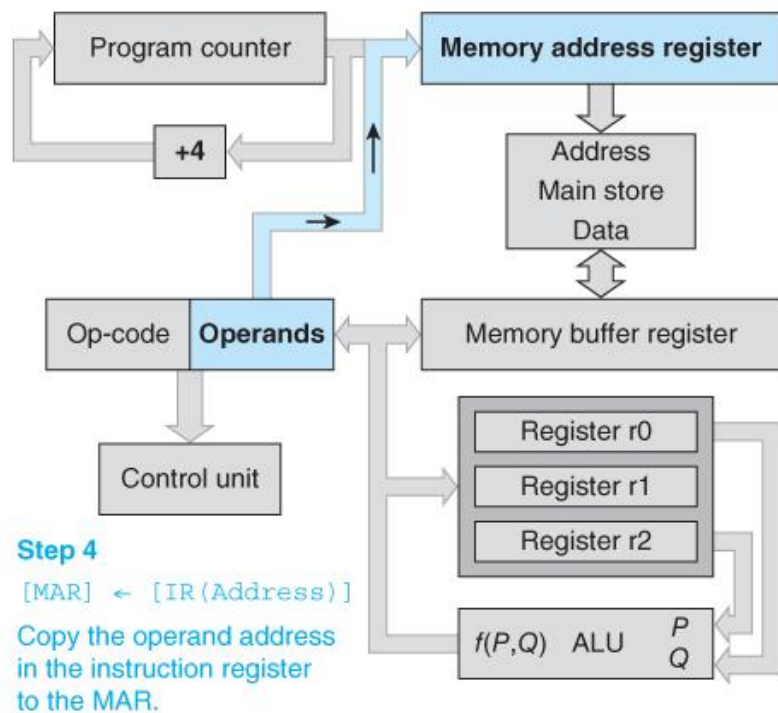 Program counter
Memory address register
+4
Address
Main store
Data
Op-code
Operands
Memory buffer register
Control unit
Register r0
Register r1
Register r2
Step 4
[MAR] ← [IR(Address)]
Copy the operand address
in the instruction register
to the MAR.
f(P,Q) ALU
P
Q